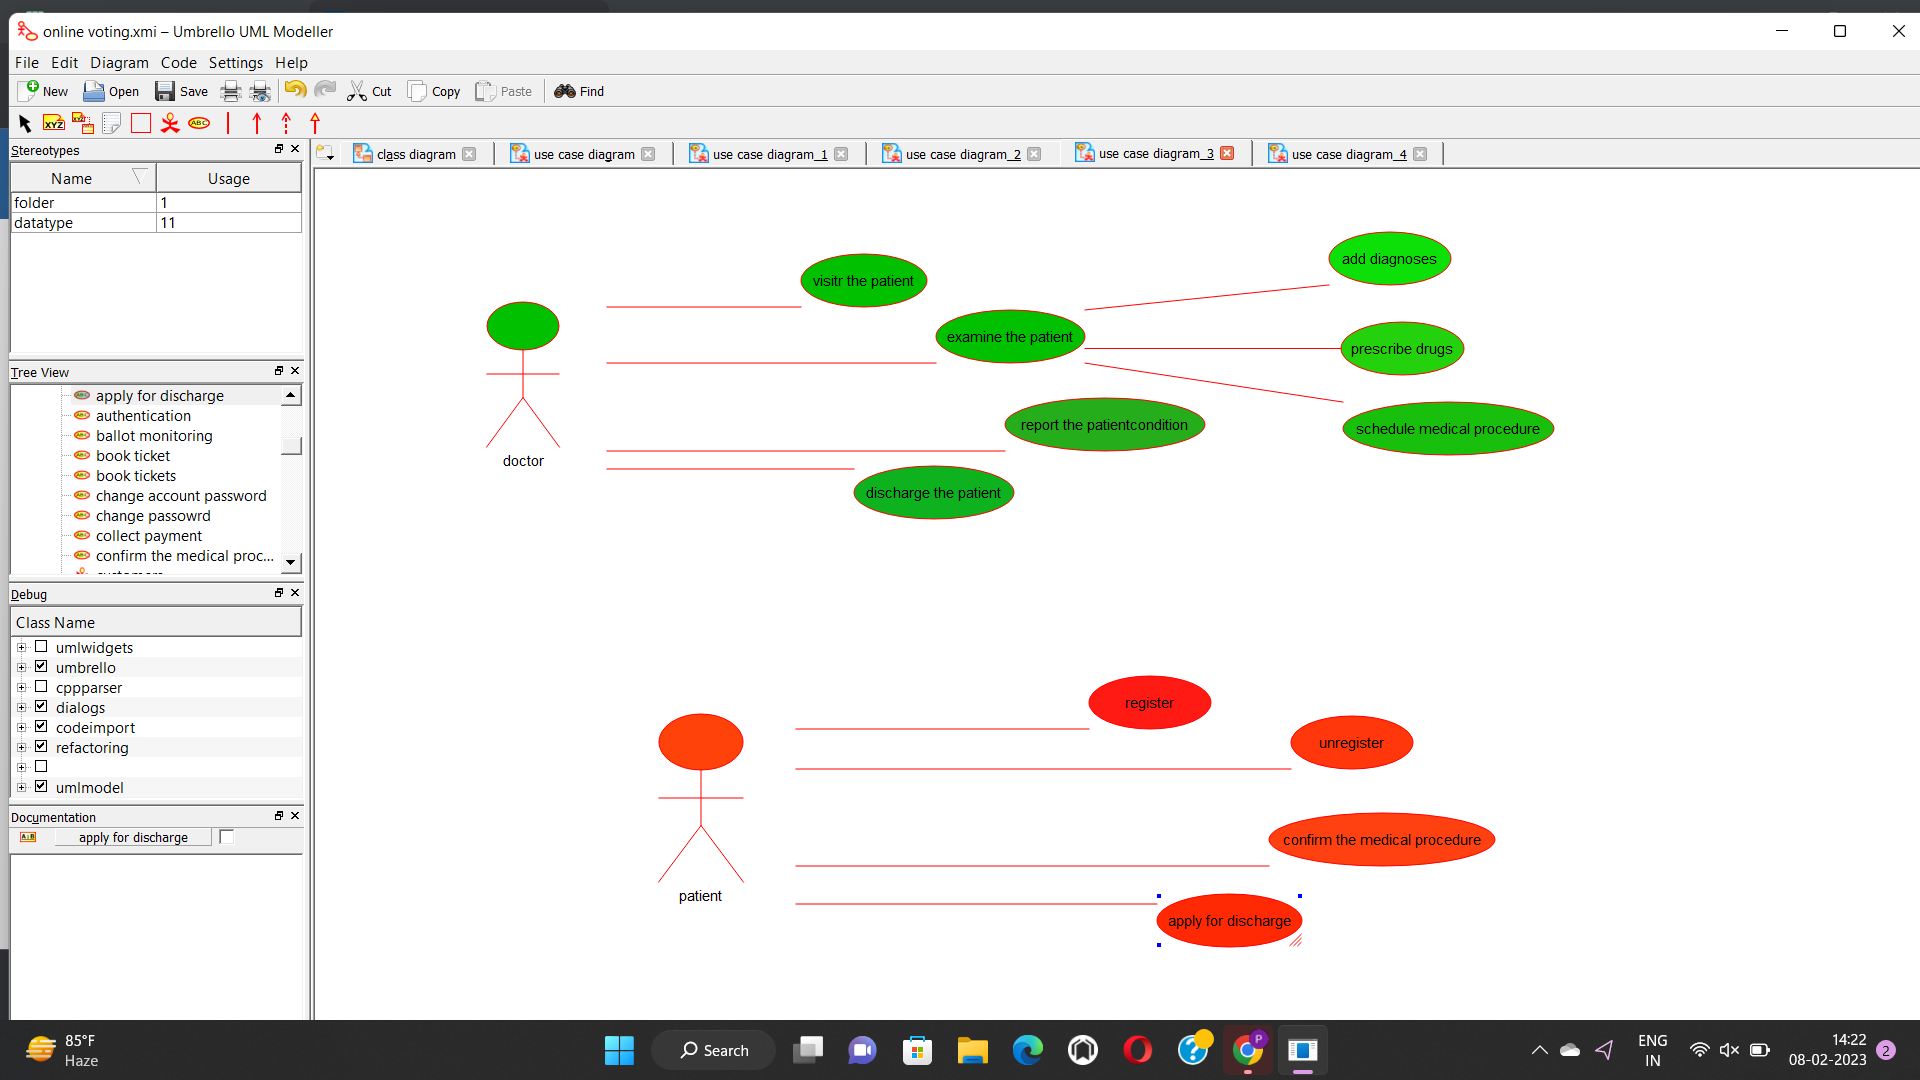 online voting.xmi – Umbrello UML Modeller
File Edit Diagram Code Settings Help
New Open Save Cut Copy Paste Find
XYZ XYZ ABC
Stereotypes
Name Usage
folder 1
datatype 11
Tree View
apply for discharge
authentication
ballot monitoring
book ticket
book tickets
change account password
change passowrd
collect payment
confirm the medical proc...
Debug
Class Name
umlwidgets
umbrello
cppparser
dialogs
codeimport
refactoring
umlmodel
Documentation
apply for discharge
class diagram use case diagram use case diagram_1 use case diagram_2 use case diagram_3 use case diagram_4
visitr the patient
add diagnoses
examine the patient
prescribe drugs
report the patientcondition
schedule medical procedure
doctor
discharge the patient
register
unregister
confirm the medical procedure
patient
apply for discharge
85°F
Haze
Search
P
ENG
IN
14:22
08-02-2023
2